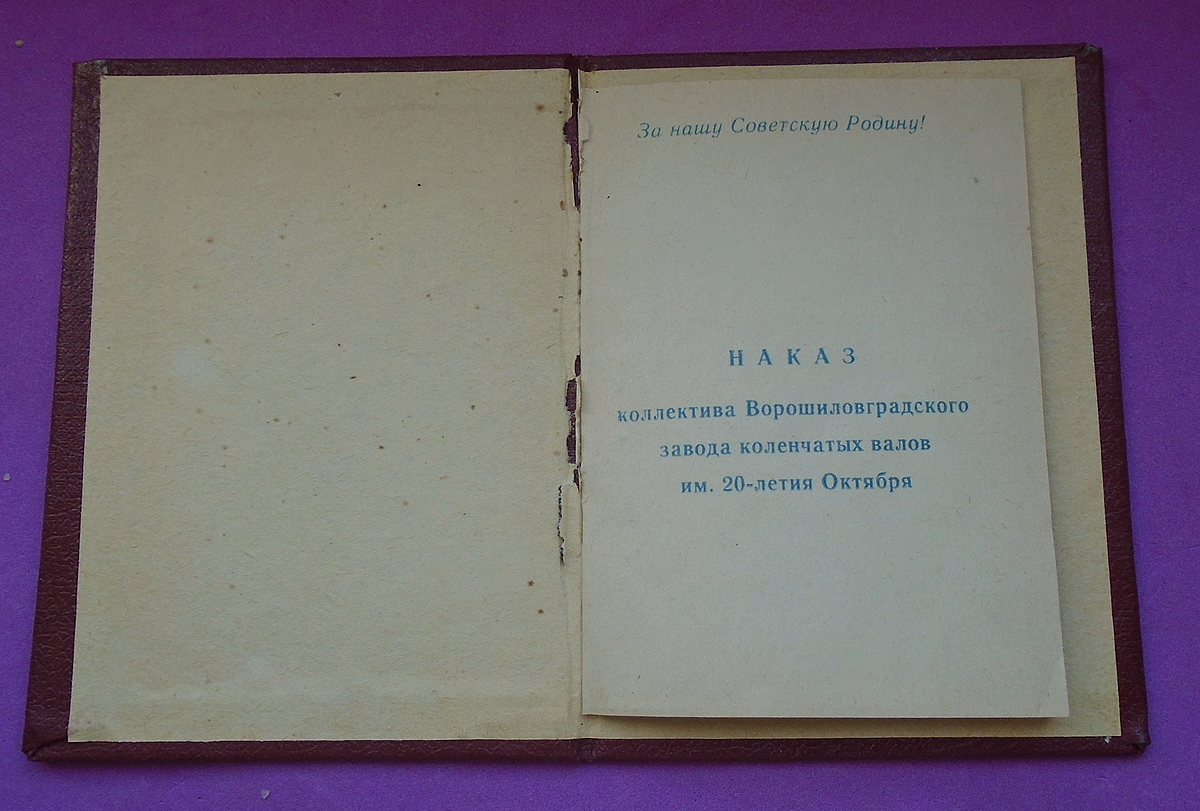 За нашу Советскую Родину!
НАКАЗ
коллектива Ворошиловградского
завода коленчатых валов
им. 20-летия Октября